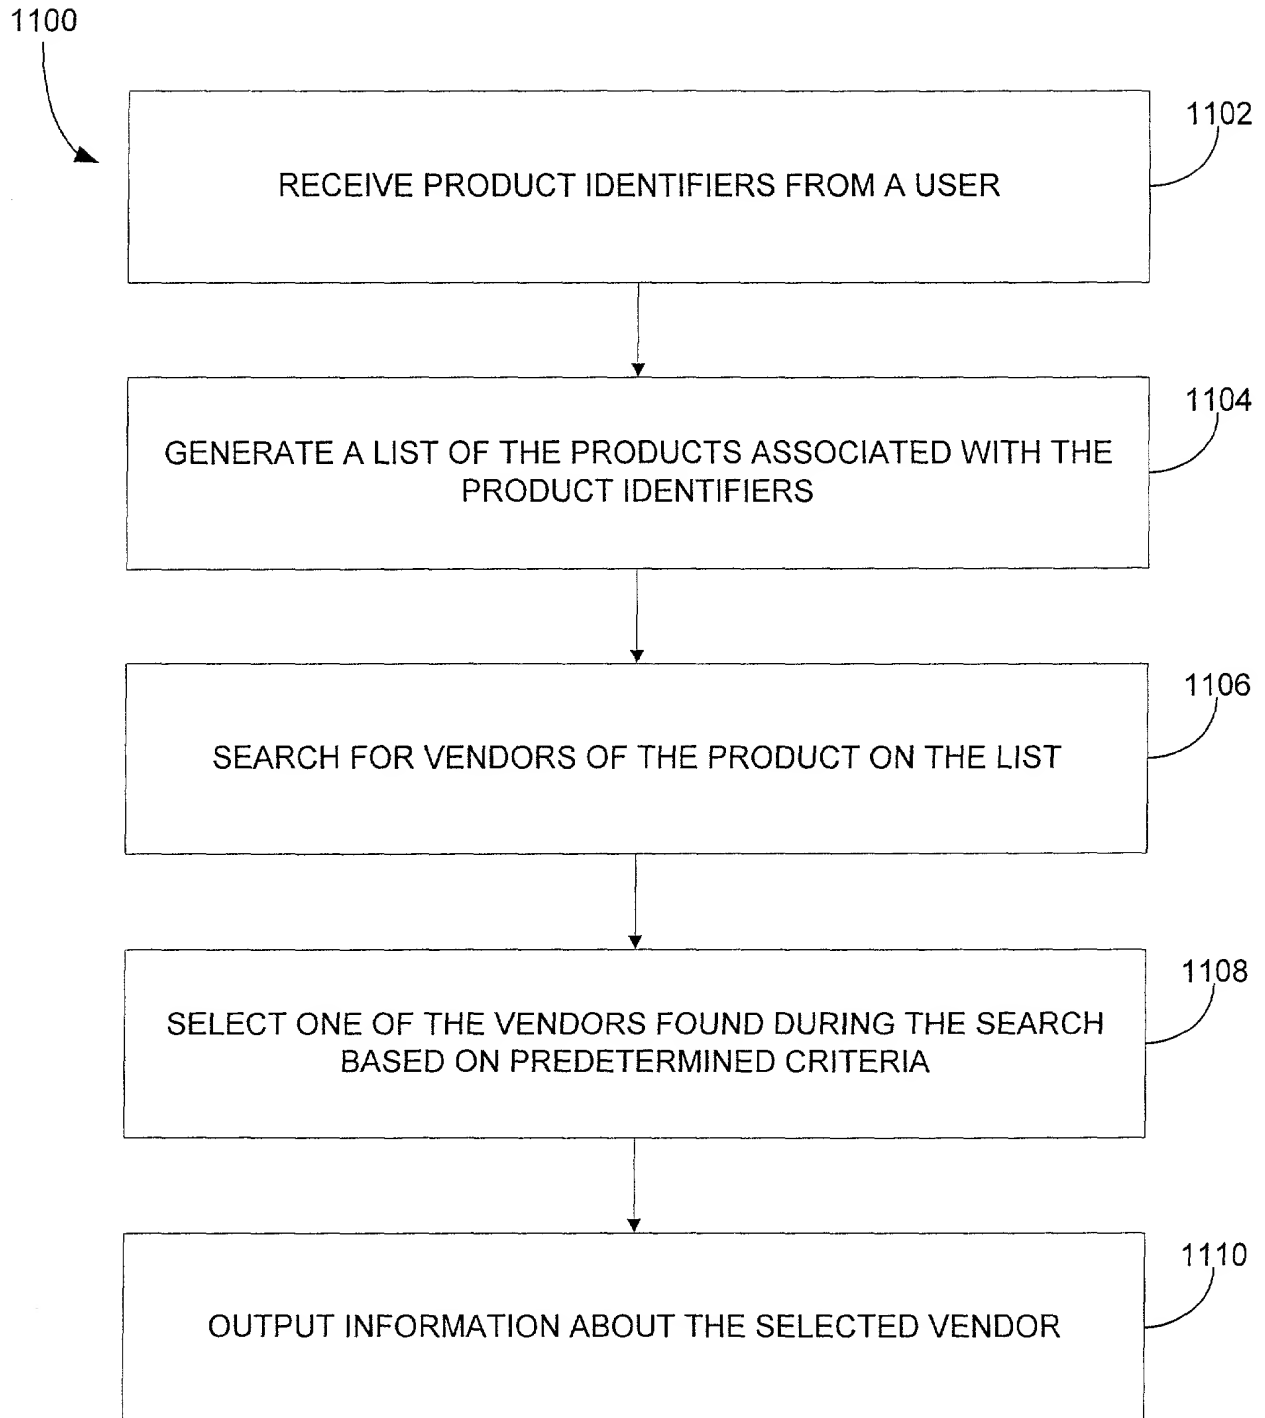 1100
1102
RECEIVE PRODUCT IDENTIFIERS FROM A USER
1104
GENERATE A LIST OF THE PRODUCTS ASSOCIATED WITH THE
PRODUCT IDENTIFIERS
1106
SEARCH FOR VENDORS OF THE PRODUCT ON THE LIST
1108
SELECT ONE OF THE VENDORS FOUND DURING THE SEARCH
BASED ON PREDETERMINED CRITERIA
1110
OUTPUT INFORMATION ABOUT THE SELECTED VENDOR